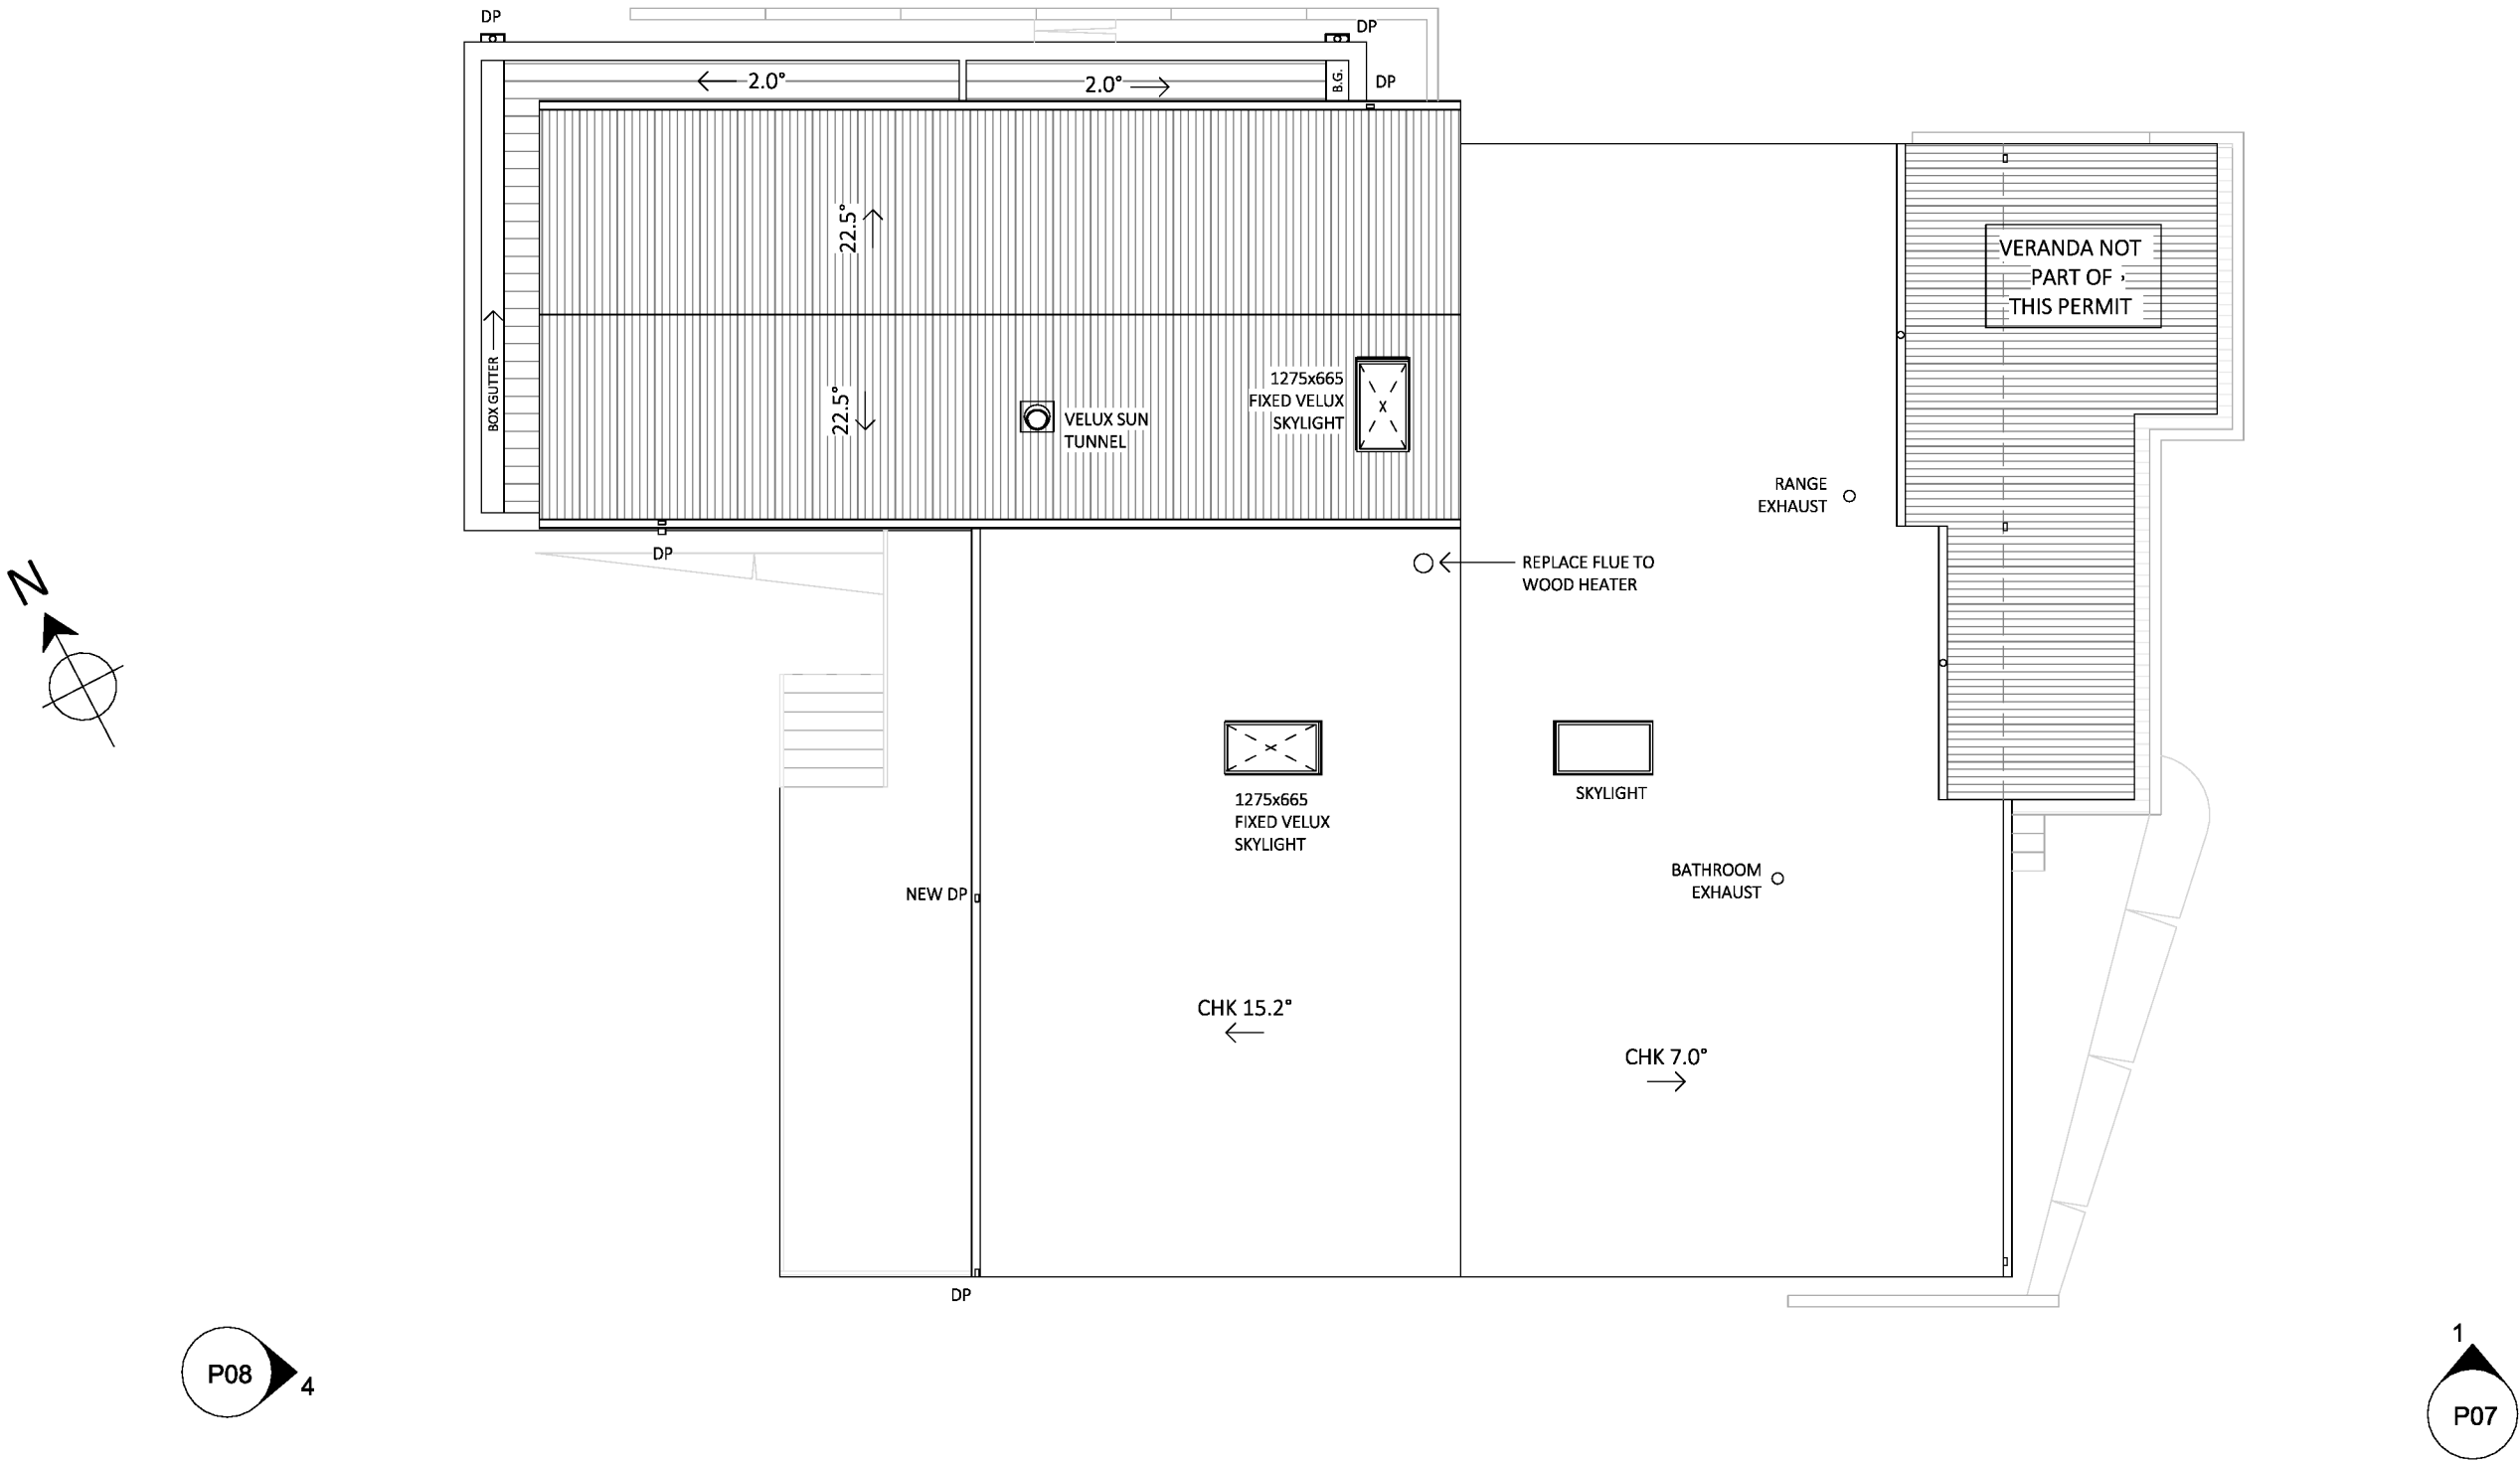 DP
DP
2.0°
2.0°
B.G.
DP
22.5°
22.5°
BOX GUTTER
VELUX SUN
TUNNEL
1275x665
FIXED VELUX
SKYLIGHT
VERANDA NOT
PART OF
THIS PERMIT
RANGE
EXHAUST
DP
REPLACE FLUE TO
WOOD HEATER
N
1275x665
FIXED VELUX
SKYLIGHT
SKYLIGHT
NEW DP
BATHROOM
EXHAUST
CHK 15.2°
CHK 7.0°
DP
P08
4
1
P07